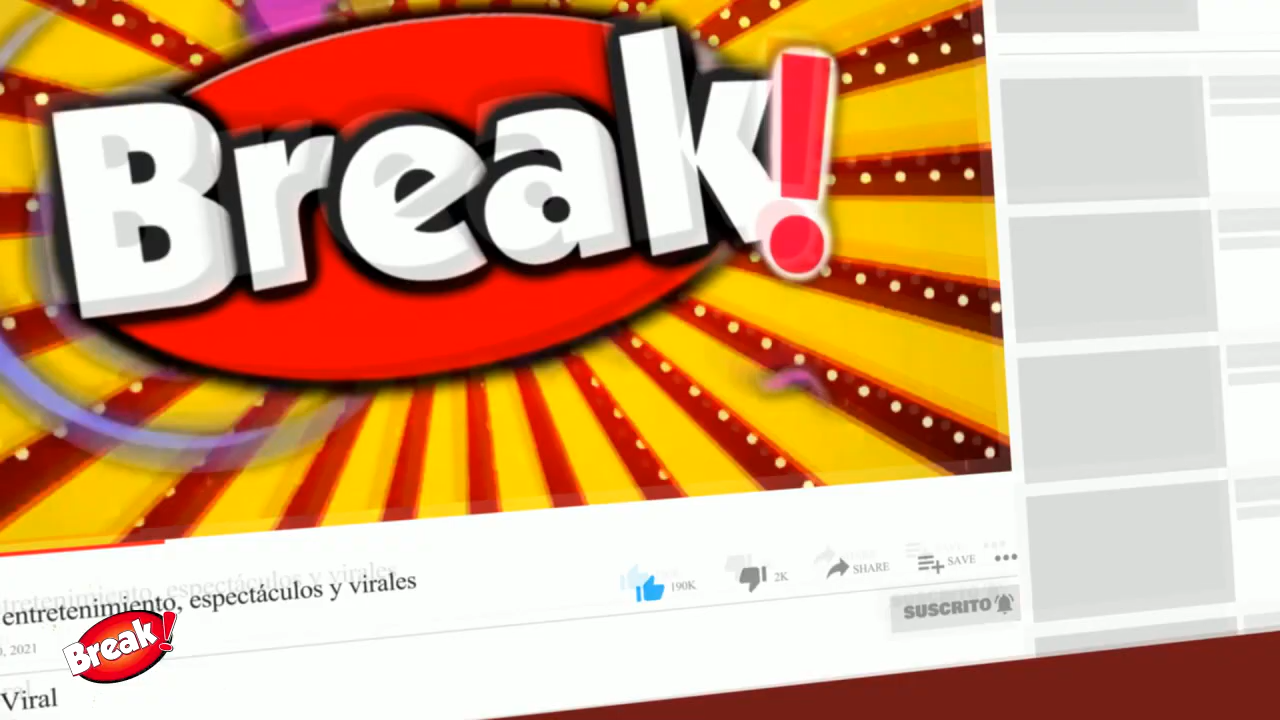 Break!
entretenimiento, espectáculos y virales
190K
2K
SHARE
SAVE
, 2021
SUSCRITO
Break!
Viral